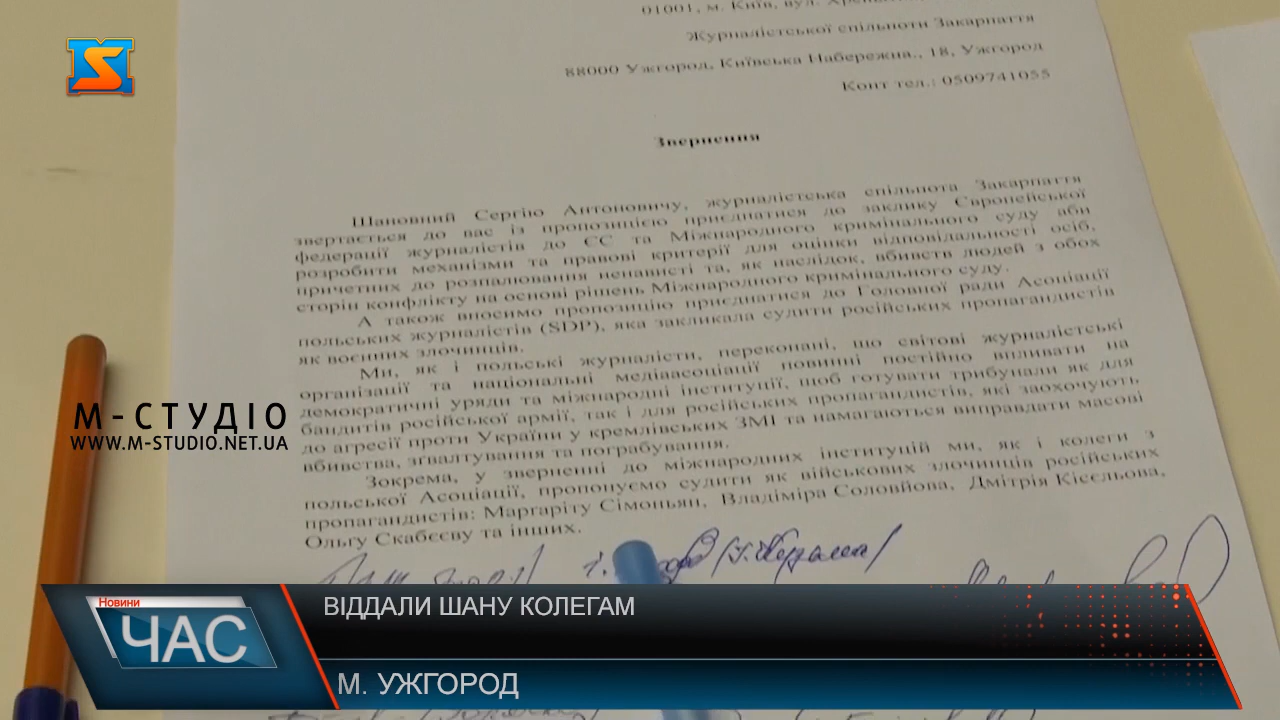 01001, м. Київ, вул.
Журналістської спільноти Закарпаття
88000 Ужгород, Київська Набережна., 18, Ужгород
Конт тел.: 0509741055
Звернення
Шановний Сергію Антоновичу, журналістська спільнота Закарпаття
звертається до вас із пропозицією приєднатися до заклику Європейської
федерації журналістів до ЄС та Міжнародного кримінального суду аби
розробити механізми та правові критерії для оцінки відповідальності осіб,
причетних до розпалювання ненависті та, як наслідок, вбивств людей з обох
сторін конфлікту на основі рішень Міжнародного кримінального суду.
А також вносимо пропозицію приєднатися до Головної ради Асоціації
польських журналістів (SDP), яка закликала судити російських пропагандистів
як воєнних злочинців.
Ми, як і польські журналісти, переконані, що світові журналістські
організації та національні медіаасоціації повинні постійно впливати на
демократичні уряди та міжнародні інституції, щоб готувати трибунали як для
бандитів російської армії, так і для російських пропагандистів, які заохочують
до агресії проти України у кремлівських ЗМІ та намагаються виправдати масові
вбивства, зґвалтування та пограбування.
Зокрема, у зверненні до міжнародних інституцій ми, як і колеги з
польської Асоціації, пропонуємо судити як військових злочинців російських
пропагандистів: Маргаріту Сімоньян, Владіміра Соловйова, Дмітрія Кісєльова,
Ольгу Скабєєву та інших.
М-СТУДІО
WWW.M-STUDIO.NET.UA
Новини
ЧАС
ВІДДАЛИ ШАНУ КОЛЕГАМ
М. УЖГОРОД